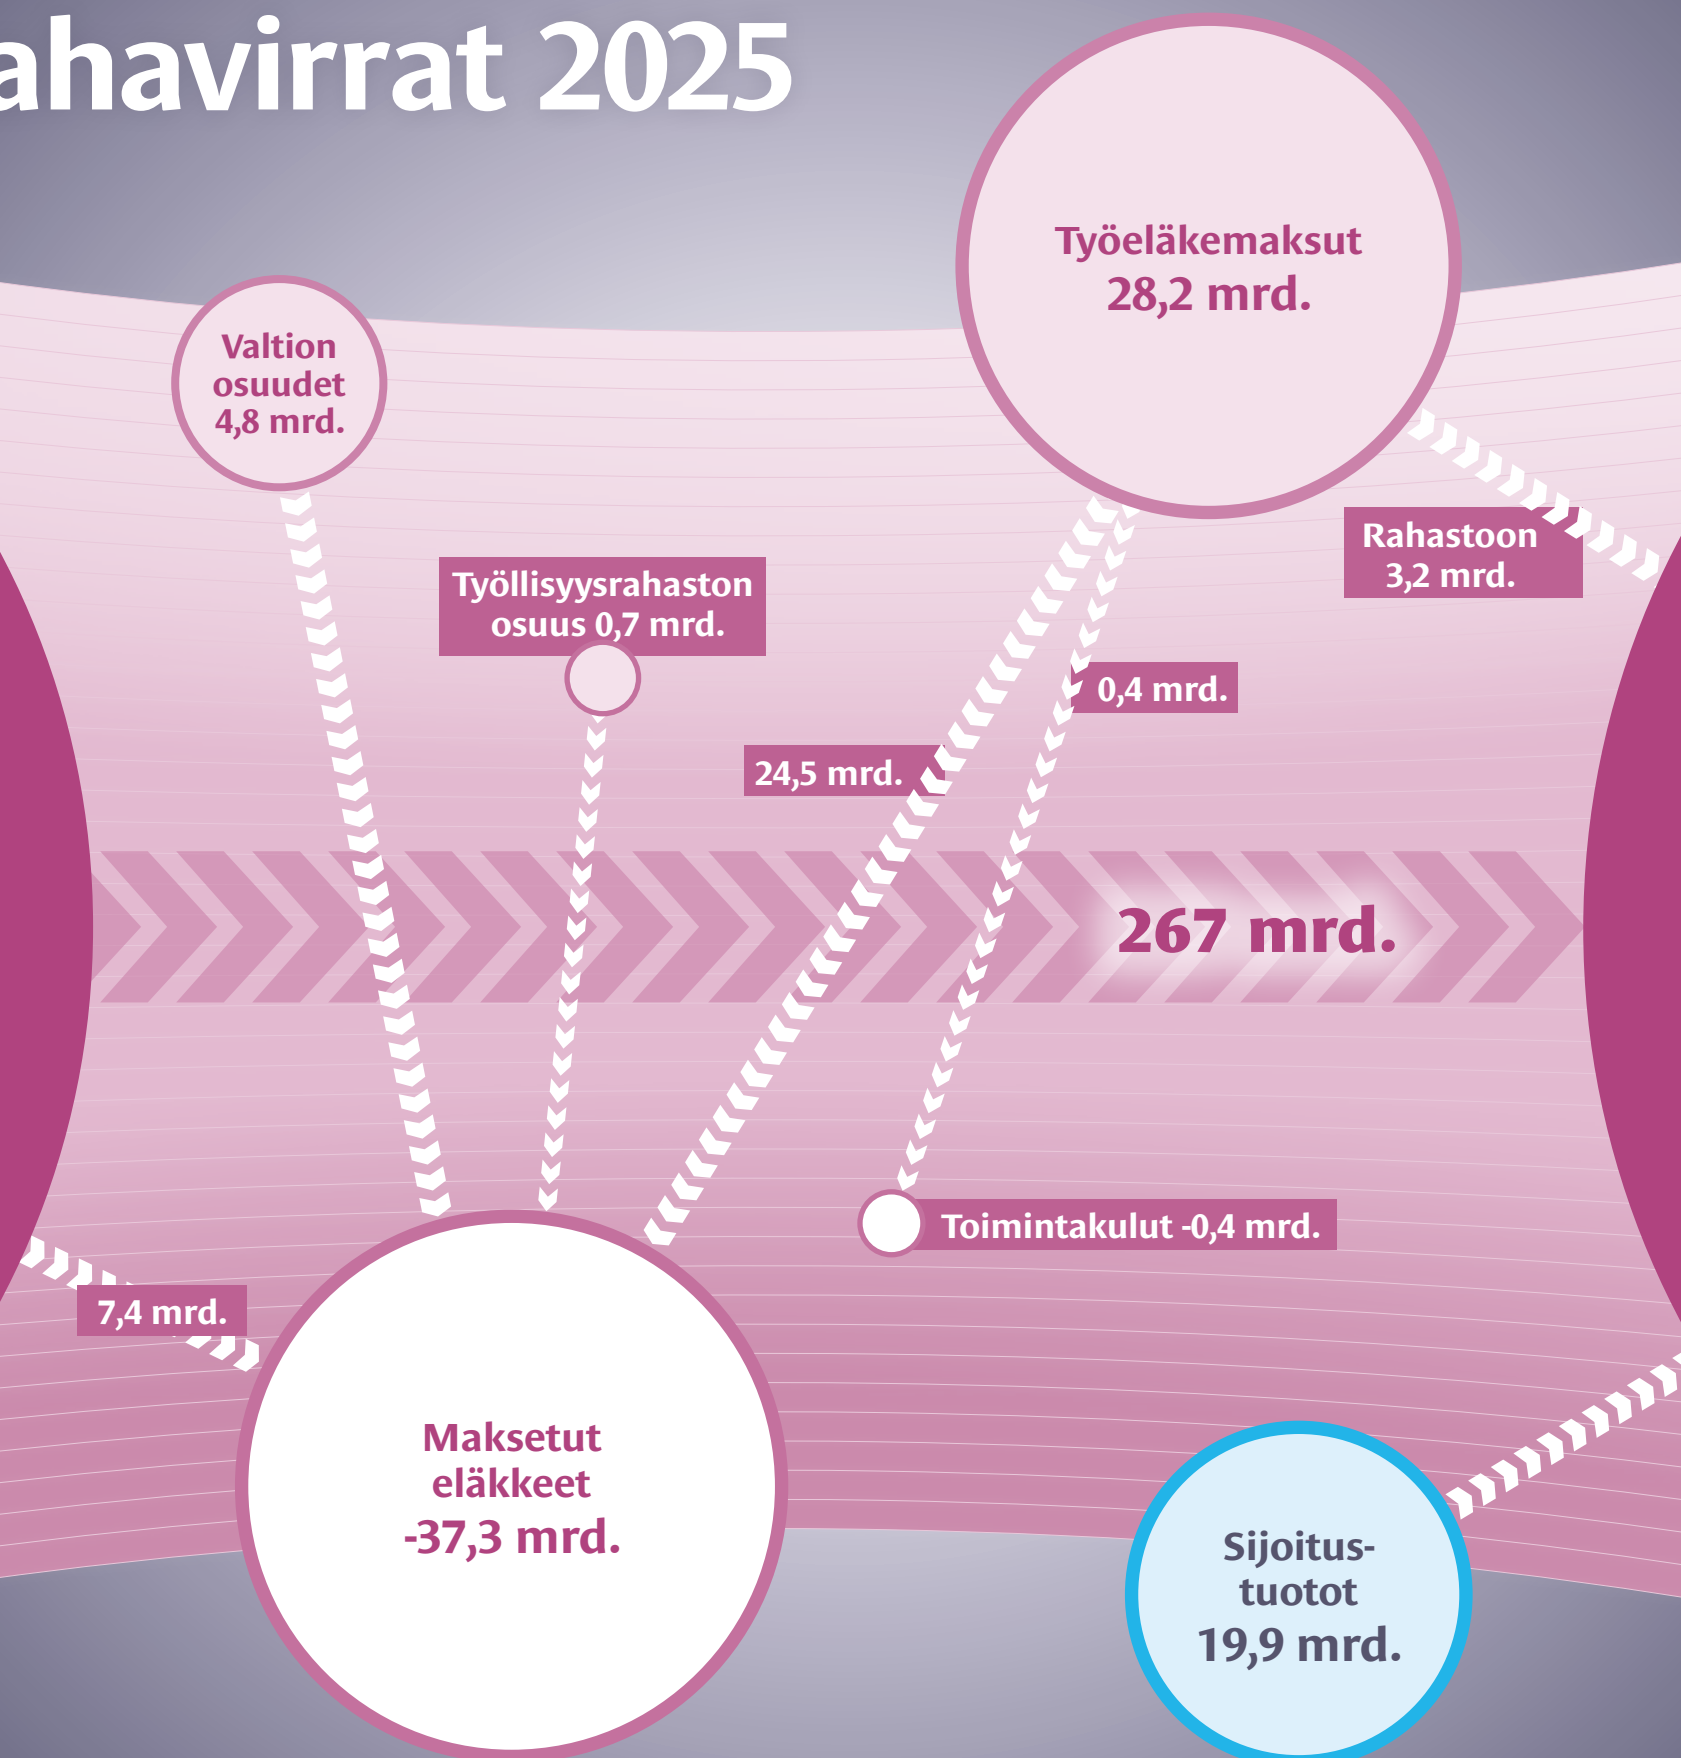 ahavirrat 2025
Työeläkemaksut
28,2 mrd.
Valtion
osuudet
4,8 mrd.
Rahastoon
3,2 mrd.
Työllisyysrahaston
osuus 0,7 mrd.
0,4 mrd.
24,5 mrd.
267 mrd.
Toimintakulut -0,4 mrd.
7,4 mrd.
Maksetut
eläkkeet
-37,3 mrd.
Sijoitus-
tuotot
19,9 mrd.